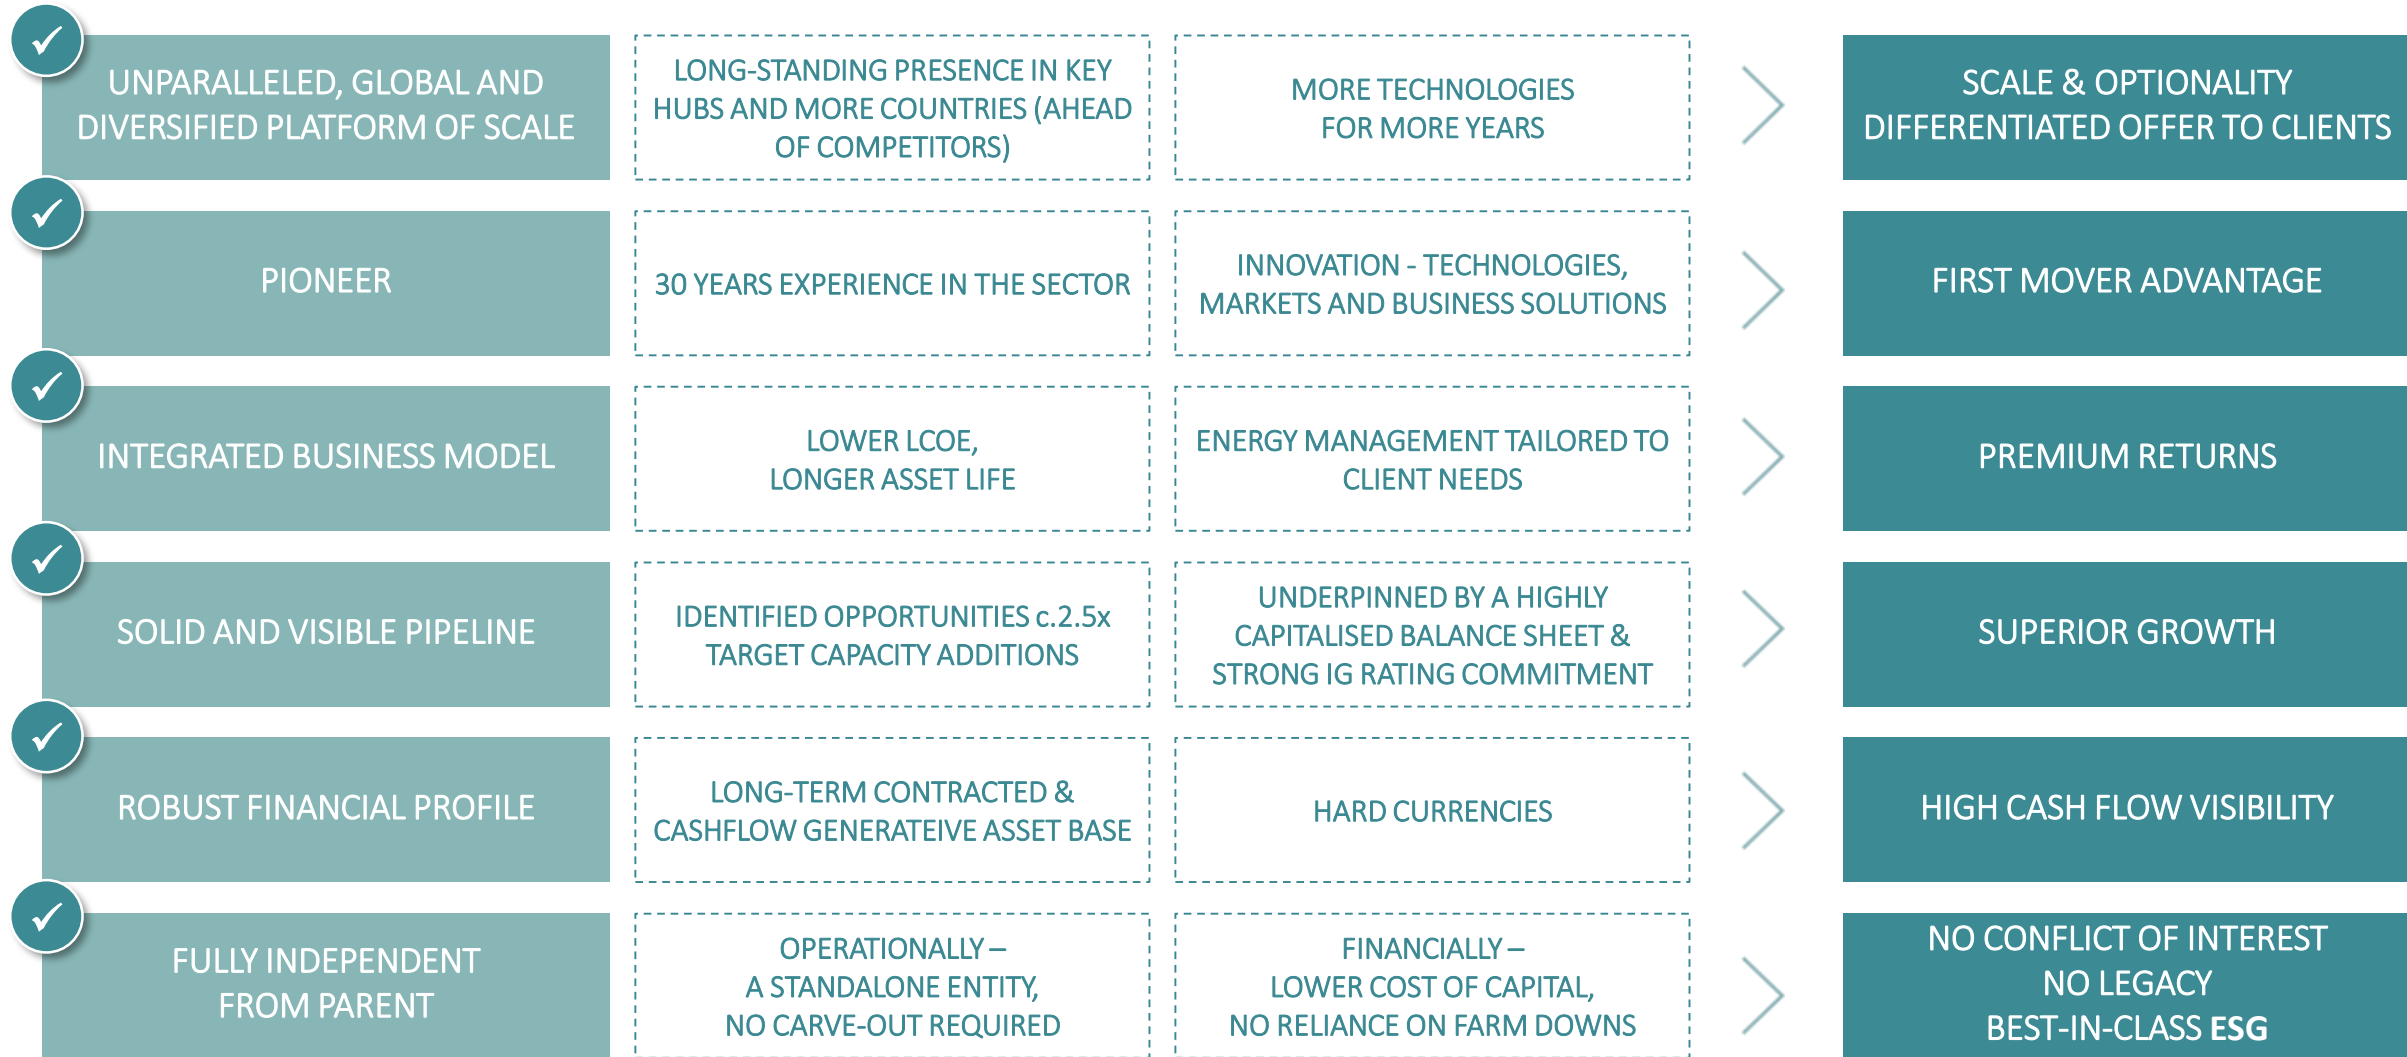 UNPARALLELED, GLOBAL AND
DIVERSIFIED PLATFORM OF SCALE
LONG-STANDING PRESENCE IN KEY
HUBS AND MORE COUNTRIES (AHEAD
OF COMPETITORS)
MORE TECHNOLOGIES
FOR MORE YEARS
SCALE & OPTIONALITY
DIFFERENTIATED OFFER TO CLIENTS
PIONEER
30 YEARS EXPERIENCE IN THE SECTOR
INNOVATION - TECHNOLOGIES,
MARKETS AND BUSINESS SOLUTIONS
FIRST MOVER ADVANTAGE
INTEGRATED BUSINESS MODEL
LOWER LCOE,
LONGER ASSET LIFE
ENERGY MANAGEMENT TAILORED TO
CLIENT NEEDS
PREMIUM RETURNS
SOLID AND VISIBLE PIPELINE
IDENTIFIED OPPORTUNITIES c.2.5x
TARGET CAPACITY ADDITIONS
UNDERPINNED BY A HIGHLY
CAPITALISED BALANCE SHEET &
STRONG IG RATING COMMITMENT
SUPERIOR GROWTH
ROBUST FINANCIAL PROFILE
LONG-TERM CONTRACTED &
CASHFLOW GENERATEIVE ASSET BASE
HARD CURRENCIES
HIGH CASH FLOW VISIBILITY
FULLY INDEPENDENT
FROM PARENT
OPERATIONALLY –
A STANDALONE ENTITY,
NO CARVE-OUT REQUIRED
FINANCIALLY –
LOWER COST OF CAPITAL,
NO RELIANCE ON FARM DOWNS
NO CONFLICT OF INTEREST
NO LEGACY
BEST-IN-CLASS ESG